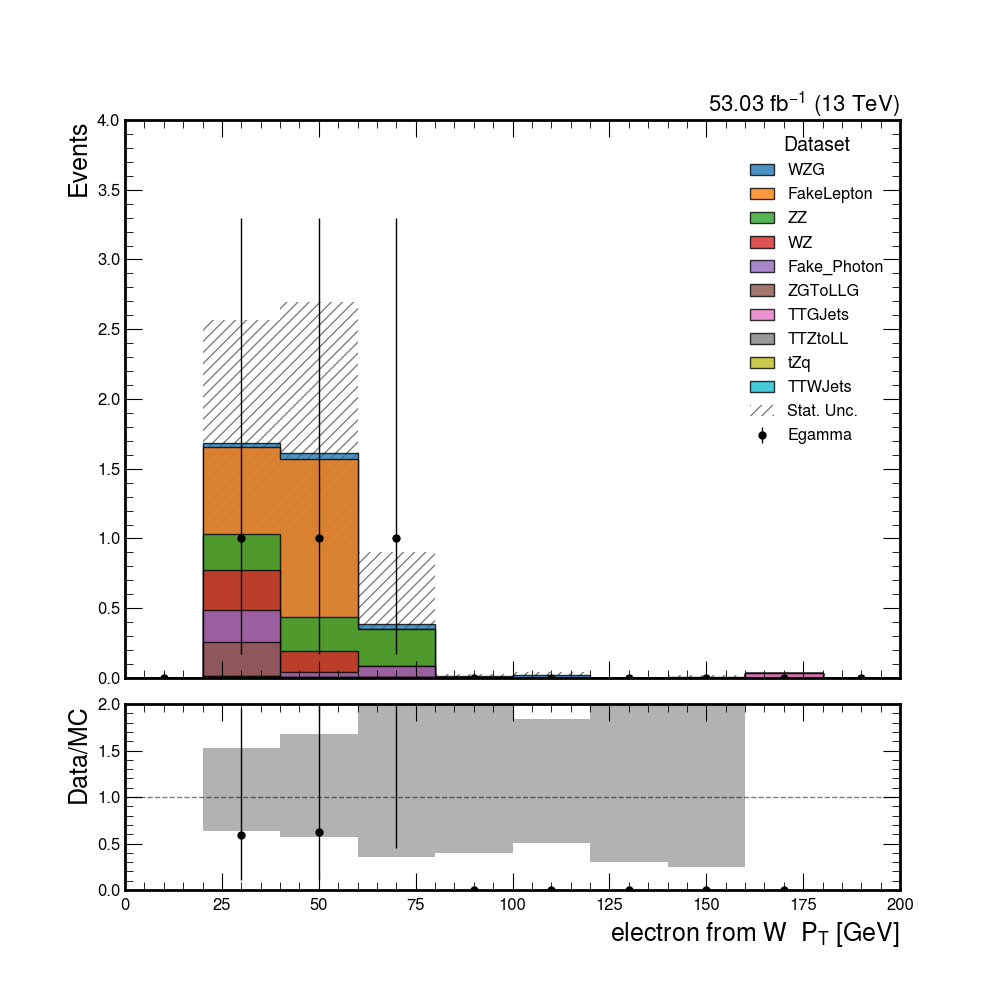 53.03 fb⁻¹ (13 TeV)
Events
4.0
3.5
3.0
2.5
2.0
1.5
1.0
0.5
0.0
Dataset
WZG
FakeLepton
ZZ
WZ
Fake_Photon
ZGToLLG
TTGJets
TTZtoLL
tZq
TTWJets
Stat. Unc.
Egamma
Data/MC
2.0
1.5
1.0
0.5
0.0
0 25 50 75 100 125 150 175 200
electron from W P_T [GeV]